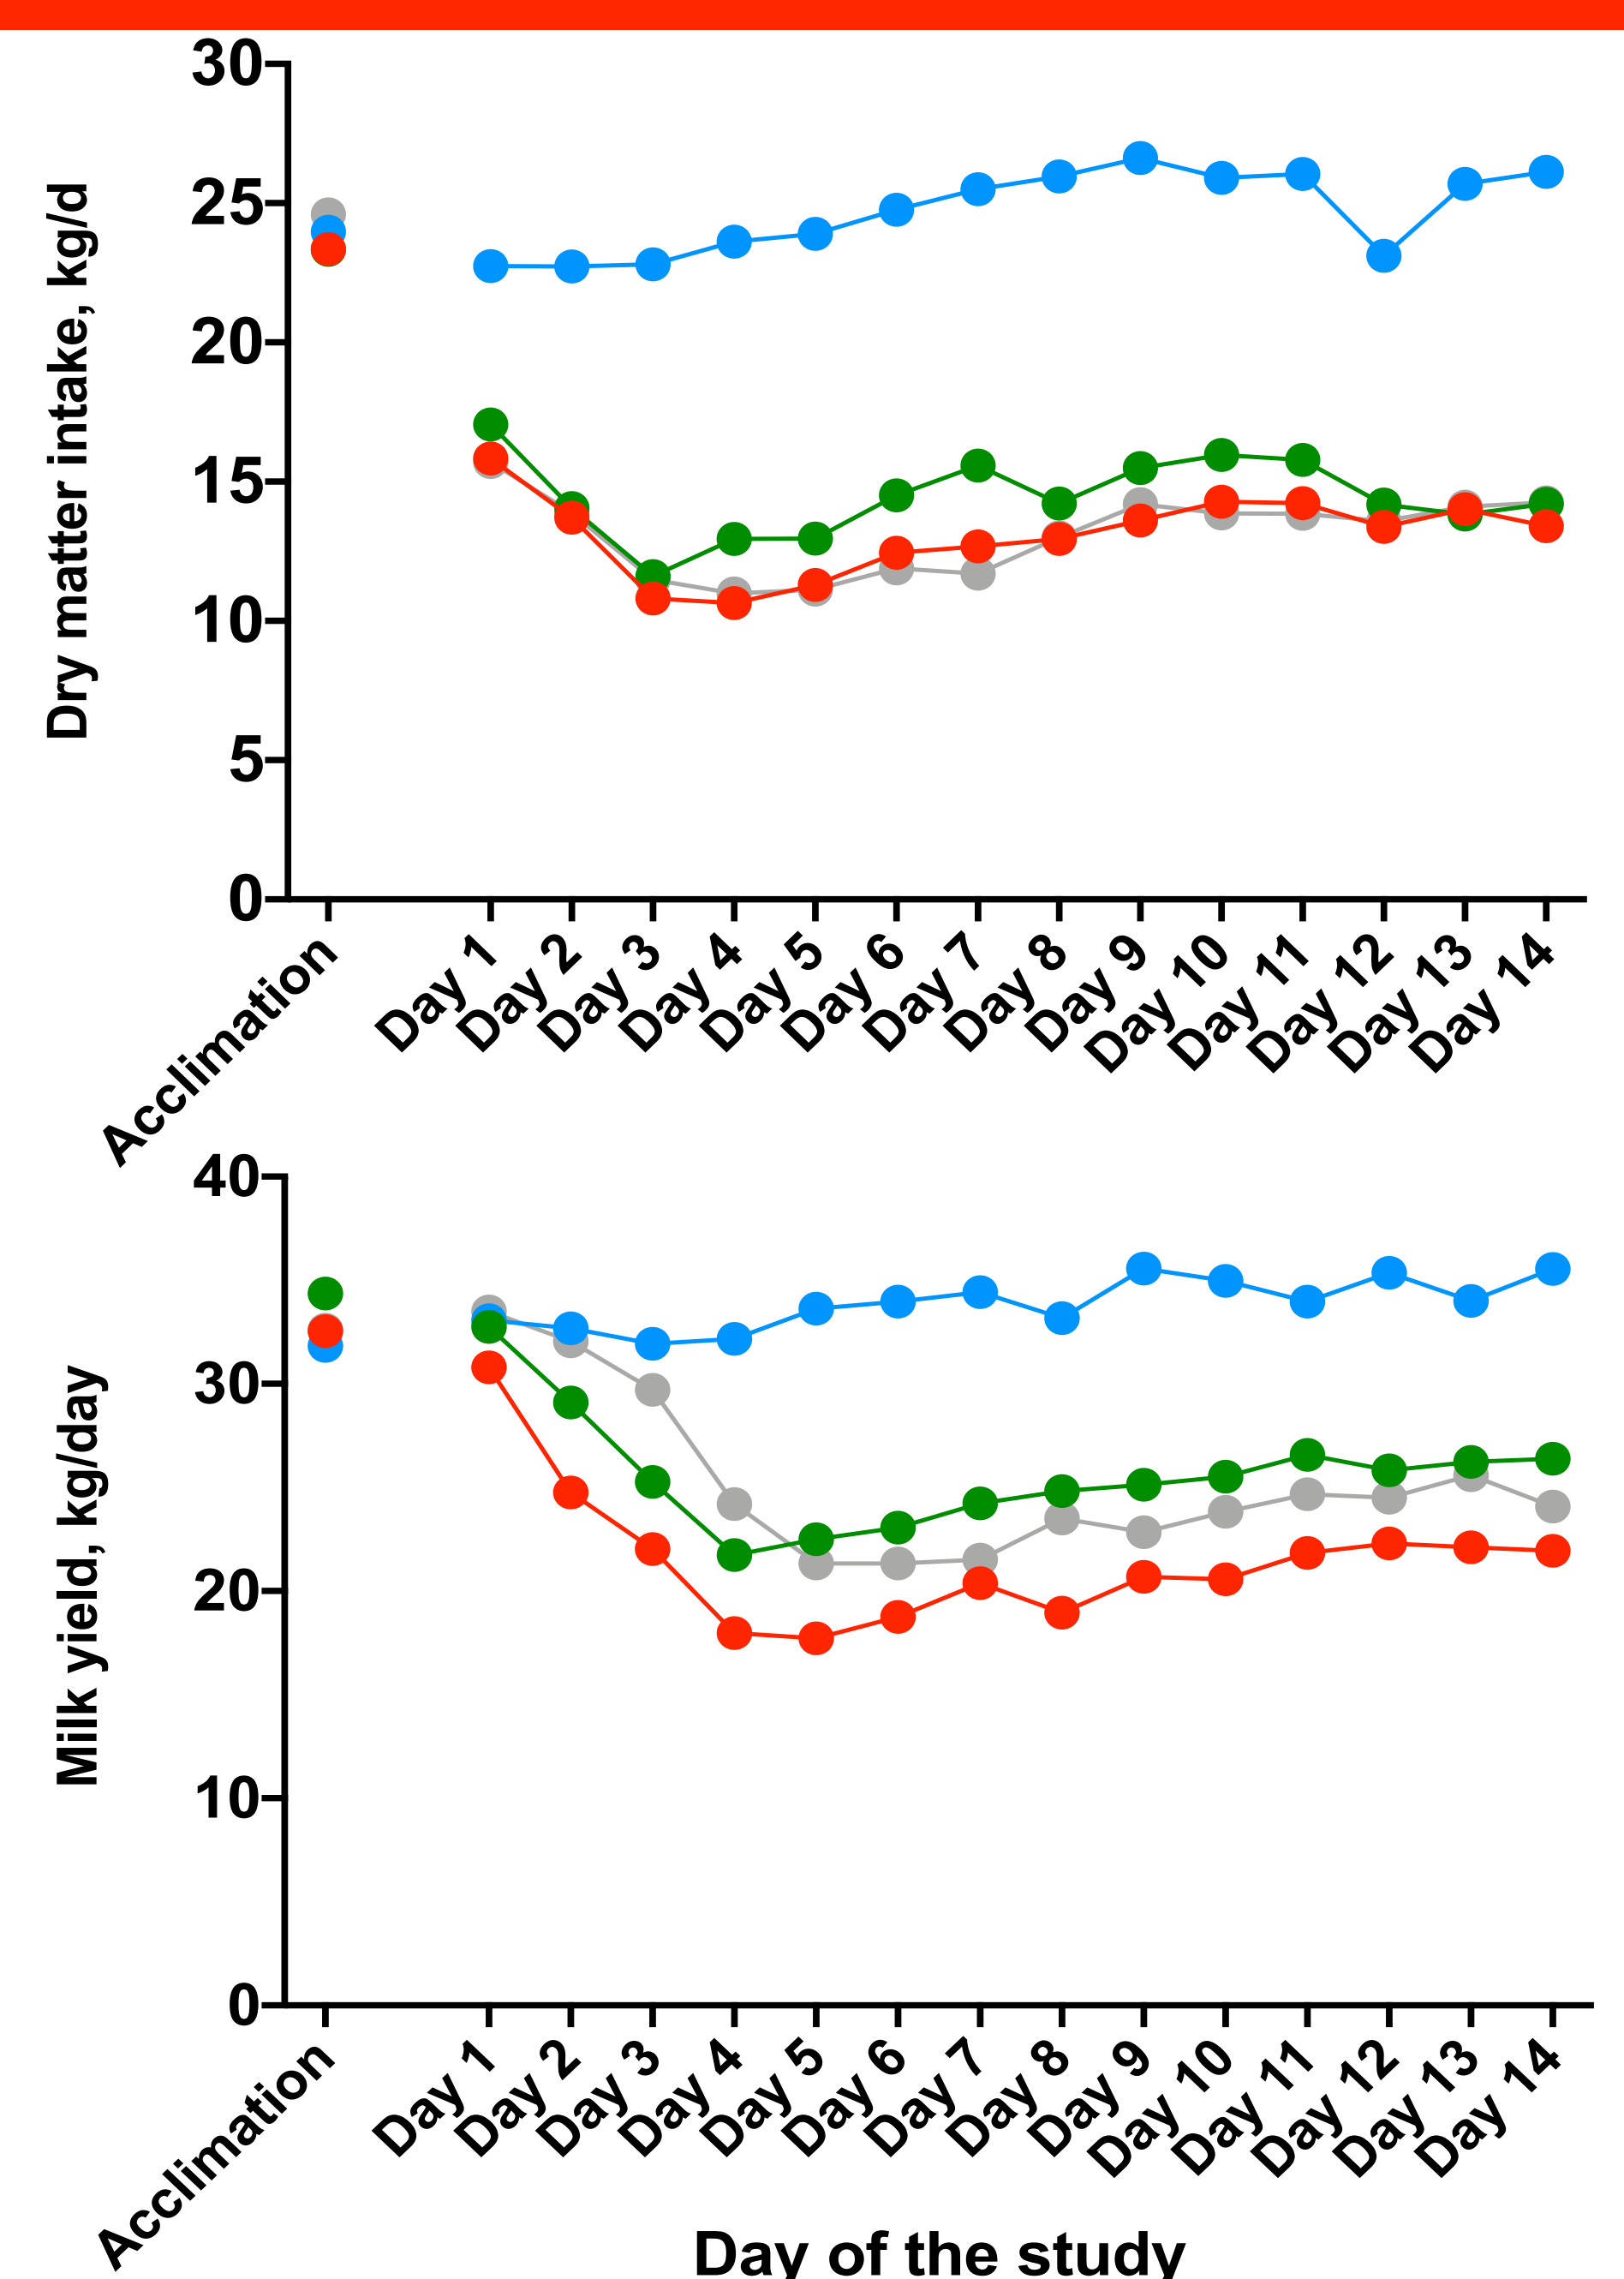 30
25
20
15
10
5
0
Dry matter intake, kg/d
Acclimation
Day 1
Day 2
Day 3
Day 4
Day 5
Day 6
Day 7
Day 8
Day 9
Day 10
Day 11
Day 12
Day 13
Day 14
40
30
20
10
0
Milk yield, kg/day
Acclimation
Day 1
Day 2
Day 3
Day 4
Day 5
Day 6
Day 7
Day 8
Day 9
Day 10
Day 11
Day 12
Day 13
Day 14
Day of the study